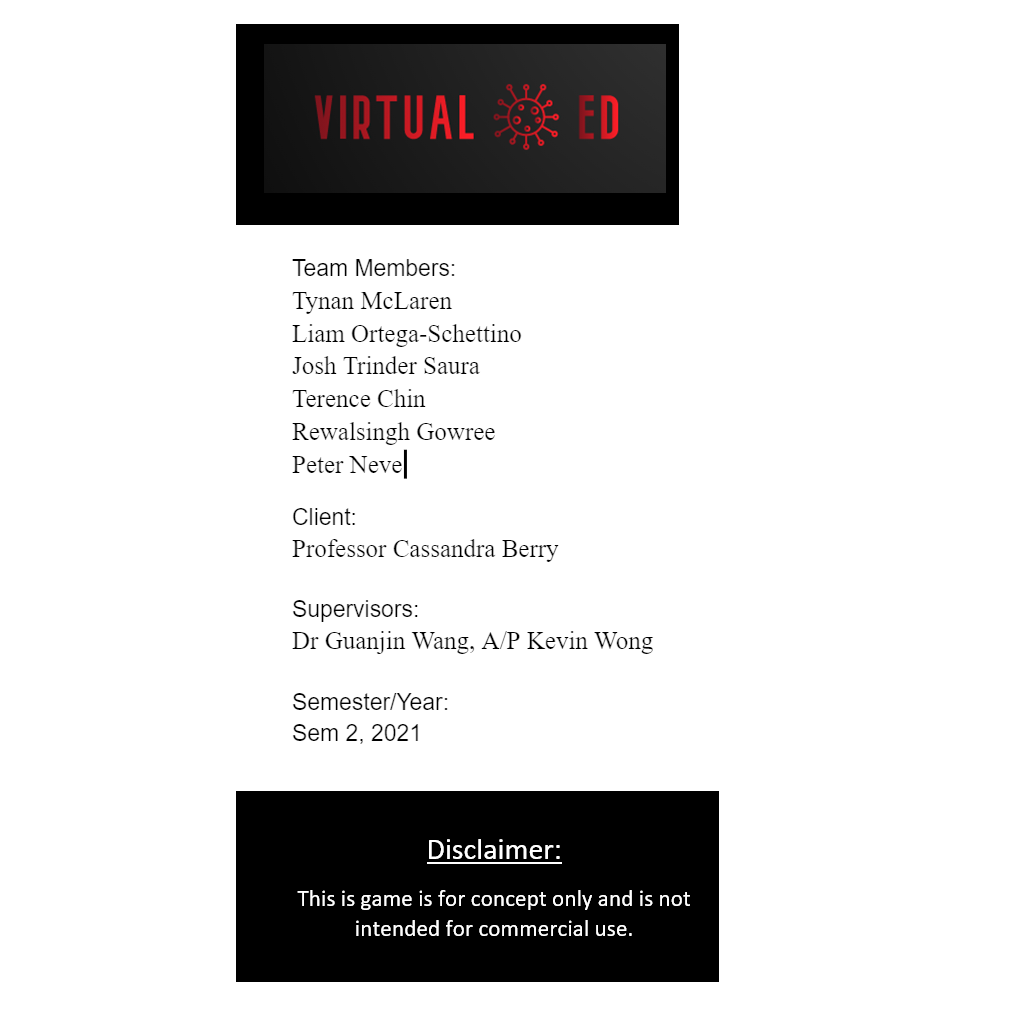 VIRTUAL ED
Team Members:
Tynan McLaren
Liam Ortega-Schettino
Josh Trinder Saura
Terence Chin
Rewalsingh Gowree
Peter Neve
Client:
Professor Cassandra Berry
Supervisors:
Dr Guanjin Wang, A/P Kevin Wong
Semester/Year:
Sem 2, 2021
Disclaimer:
This is game is for concept only and is not
intended for commercial use.